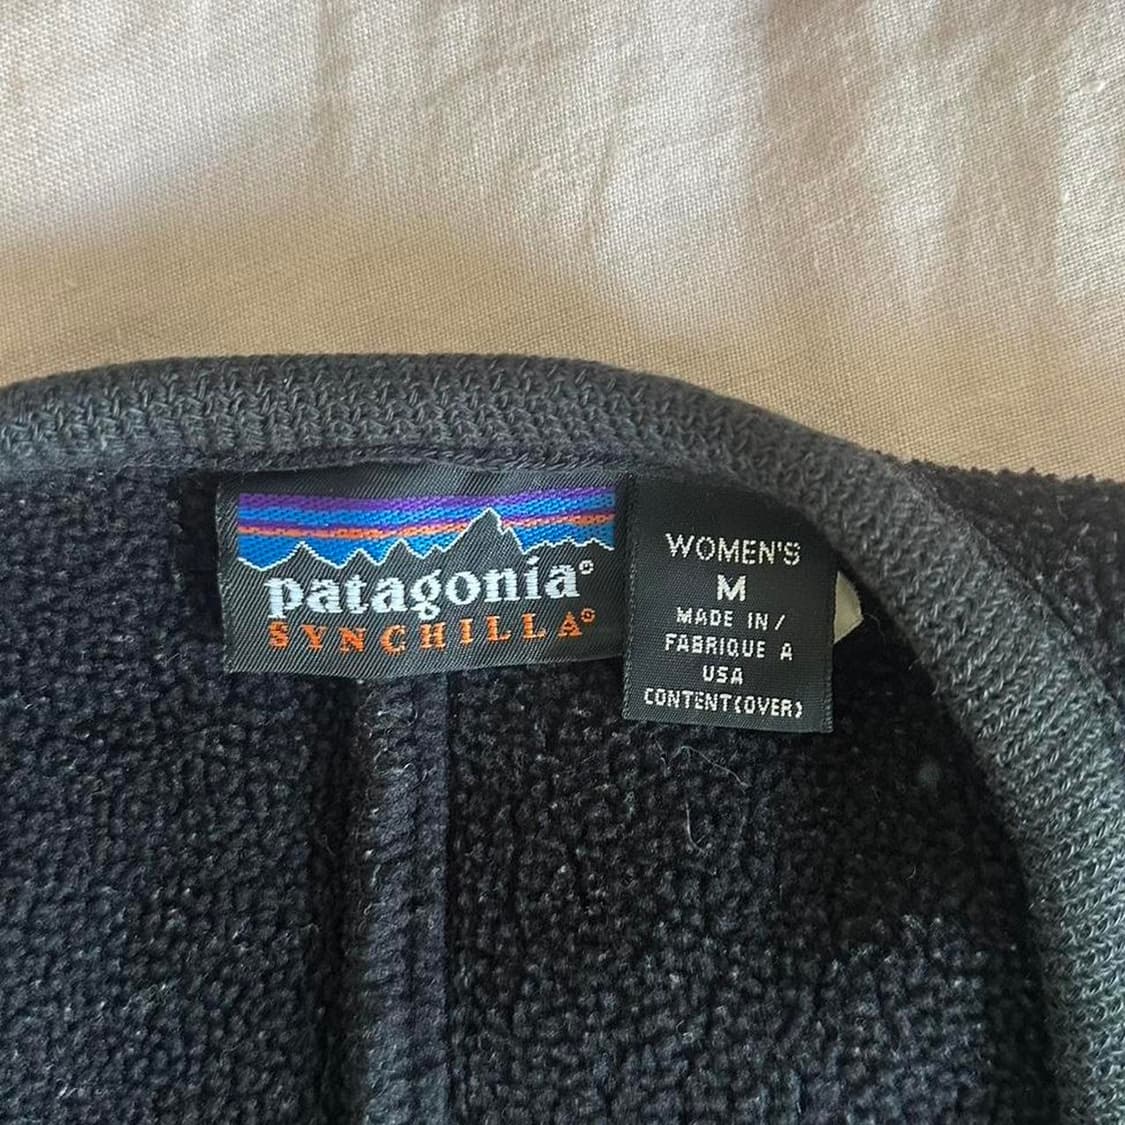 patagonia®
SYNCHILLA®
WOMEN'S
M
MADE IN/
FABRIQUE A
USA
CONTENT(OVER)